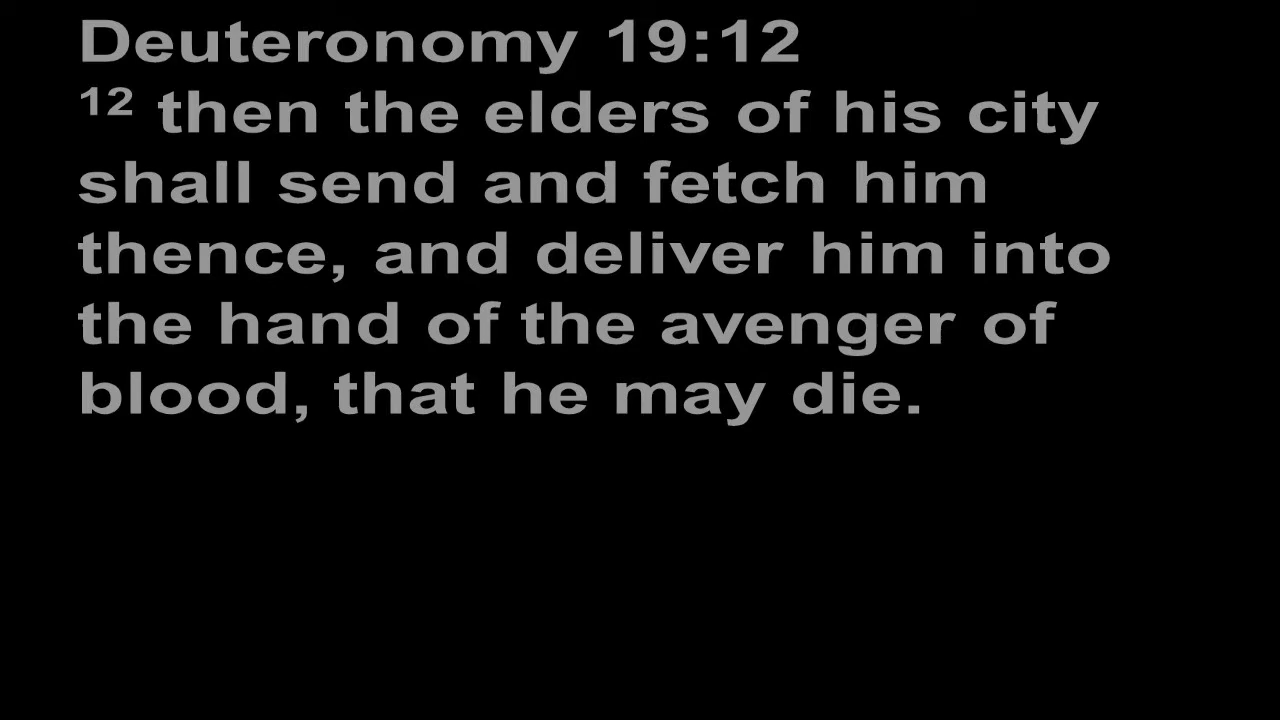 Deuteronomy 19:12
12 then the elders of his city
shall send and fetch him
thence, and deliver him into
the hand of the avenger of
blood, that he may die.